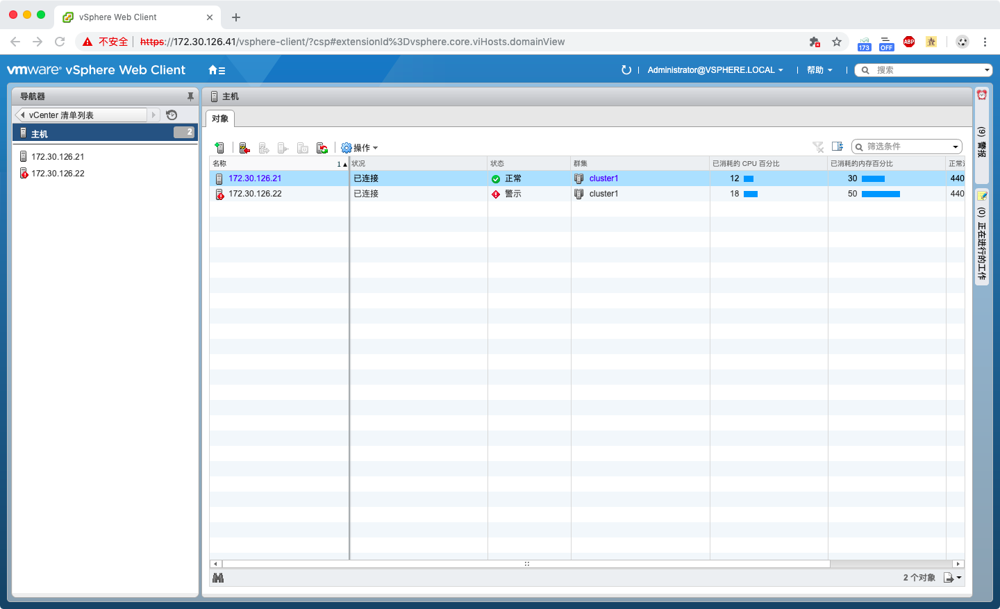 vSphere Web Client
不安全 https://172.30.126.41/vsphere-client/?csp#extensionId%3Dvsphere.core.viHosts.domainView
173
OFF
ABP
vmware® vSphere Web Client
Administrator@VSPHERE.LOCAL
帮助
搜索
导航器
vCenter 清单列表
主机 2
172.30.126.21
172.30.126.22
主机
对象
操作
筛选条件
名称 1 状况 状态 群集 已消耗的 CPU 百分比 已消耗的内存百分比 正常
172.30.126.21 已连接 正常 cluster1 12 30 440
172.30.126.22 已连接 警示 cluster1 18 50 440
2 个对象
(9) 警报
(0) 正在进行的工作